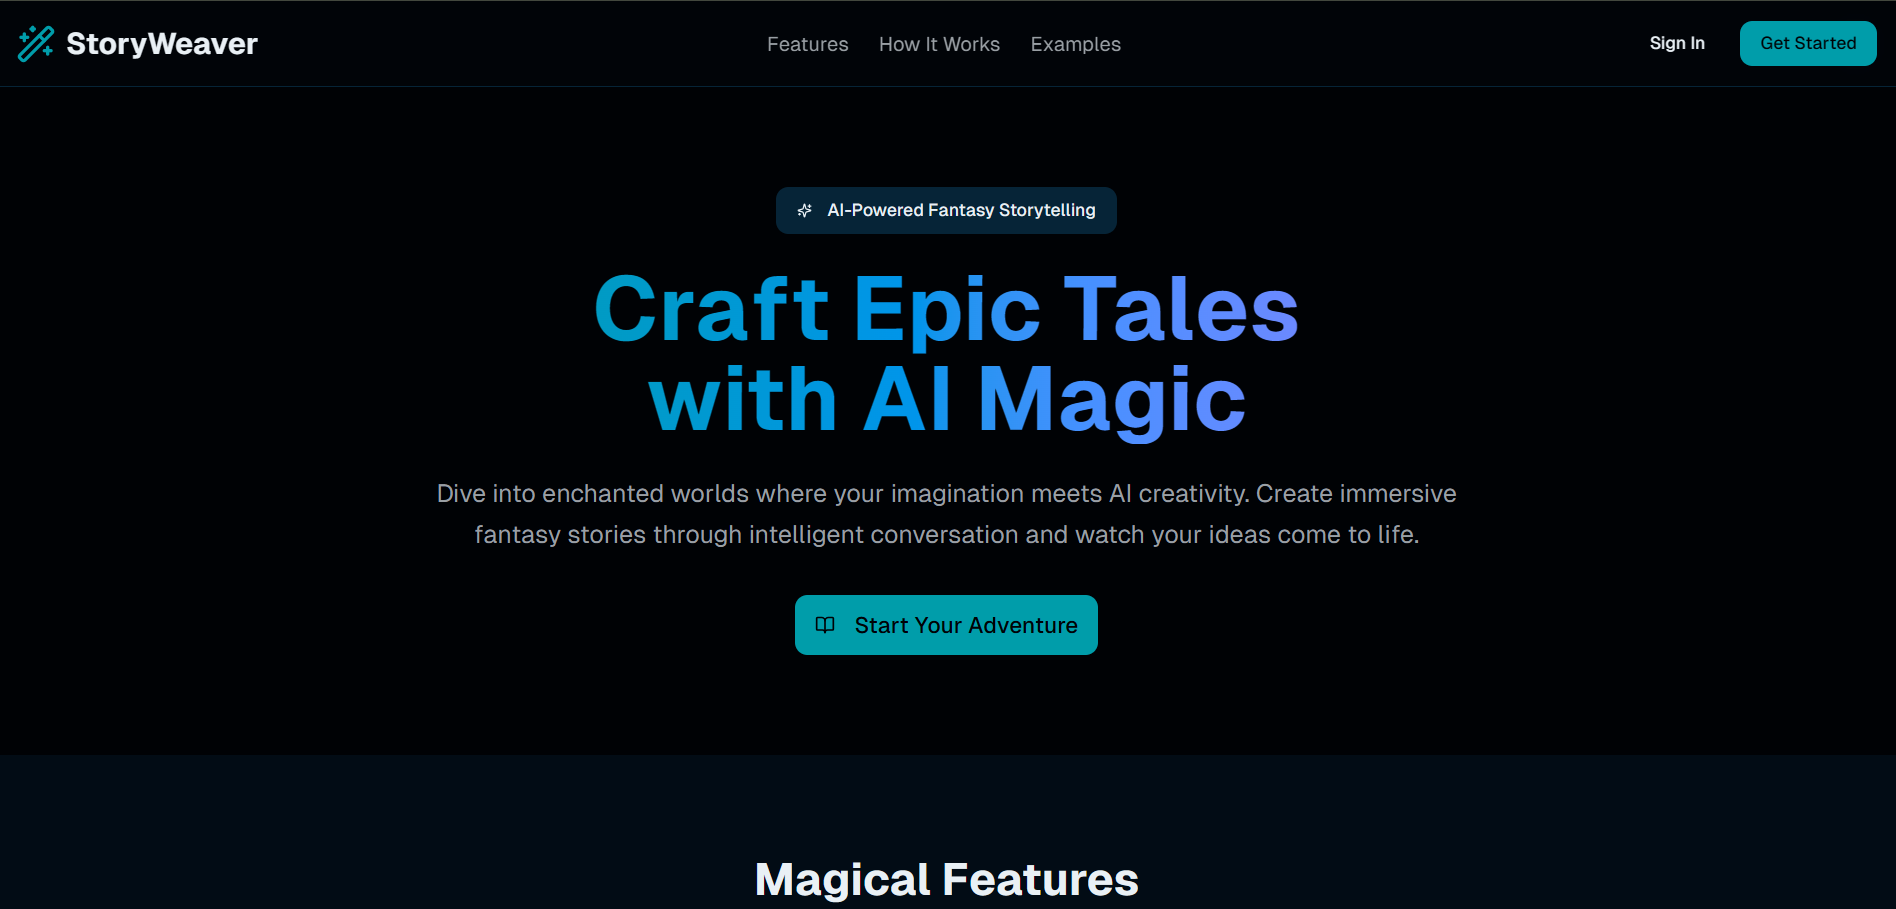 StoryWeaver
Features
How It Works
Examples
Sign In
Get Started
AI-Powered Fantasy Storytelling
Craft Epic Tales
with AI Magic
Dive into enchanted worlds where your imagination meets AI creativity. Create immersive
fantasy stories through intelligent conversation and watch your ideas come to life.
Start Your Adventure
Magical Features